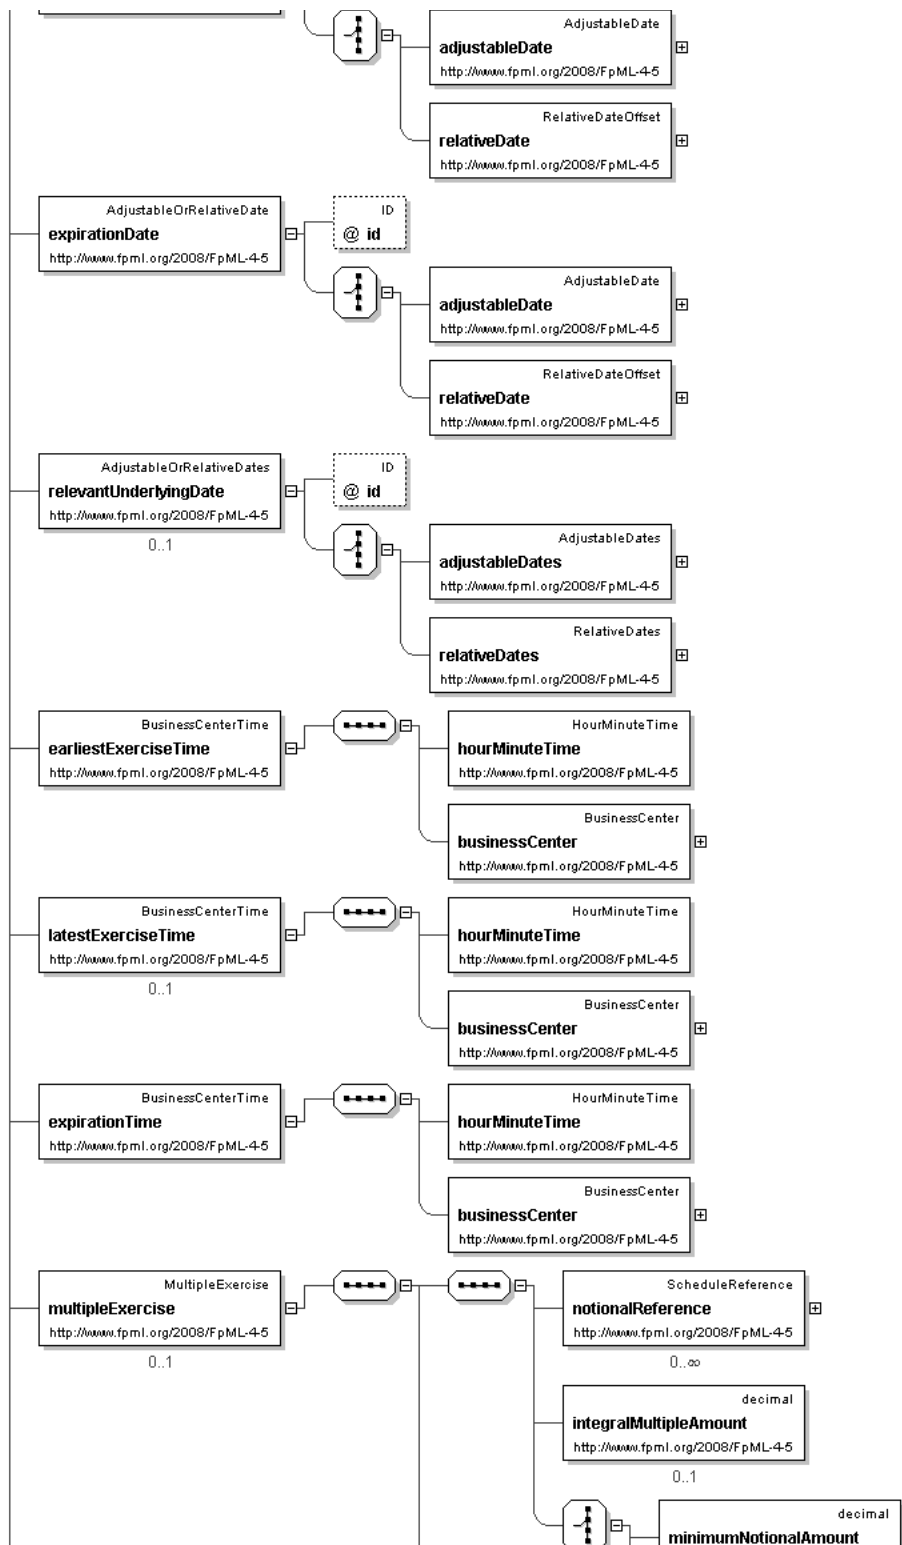 AdjustableDate
adjustableDate
http://www.fpml.org/2008/FpML-4-5
RelativeDateOffset
relativeDate
http://www.fpml.org/2008/FpML-4-5
AdjustableOrRelativeDate
expirationDate
http://www.fpml.org/2008/FpML-4-5
ID
@ id
AdjustableDate
adjustableDate
http://www.fpml.org/2008/FpML-4-5
RelativeDateOffset
relativeDate
http://www.fpml.org/2008/FpML-4-5
AdjustableOrRelativeDates
relevantUnderlyingDate
http://www.fpml.org/2008/FpML-4-5
0..1
ID
@ id
AdjustableDates
adjustableDates
http://www.fpml.org/2008/FpML-4-5
RelativeDates
relativeDates
http://www.fpml.org/2008/FpML-4-5
BusinessCenterTime
earliestExerciseTime
http://www.fpml.org/2008/FpML-4-5
HourMinuteTime
hourMinuteTime
http://www.fpml.org/2008/FpML-4-5
BusinessCenter
businessCenter
http://www.fpml.org/2008/FpML-4-5
BusinessCenterTime
latestExerciseTime
http://www.fpml.org/2008/FpML-4-5
0..1
HourMinuteTime
hourMinuteTime
http://www.fpml.org/2008/FpML-4-5
BusinessCenter
businessCenter
http://www.fpml.org/2008/FpML-4-5
BusinessCenterTime
expirationTime
http://www.fpml.org/2008/FpML-4-5
HourMinuteTime
hourMinuteTime
http://www.fpml.org/2008/FpML-4-5
BusinessCenter
businessCenter
http://www.fpml.org/2008/FpML-4-5
MultipleExercise
multipleExercise
http://www.fpml.org/2008/FpML-4-5
0..1
ScheduleReference
notionalReference
http://www.fpml.org/2008/FpML-4-5
0..∞
decimal
integralMultipleAmount
http://www.fpml.org/2008/FpML-4-5
0..1
decimal
minimumNotionalAmount